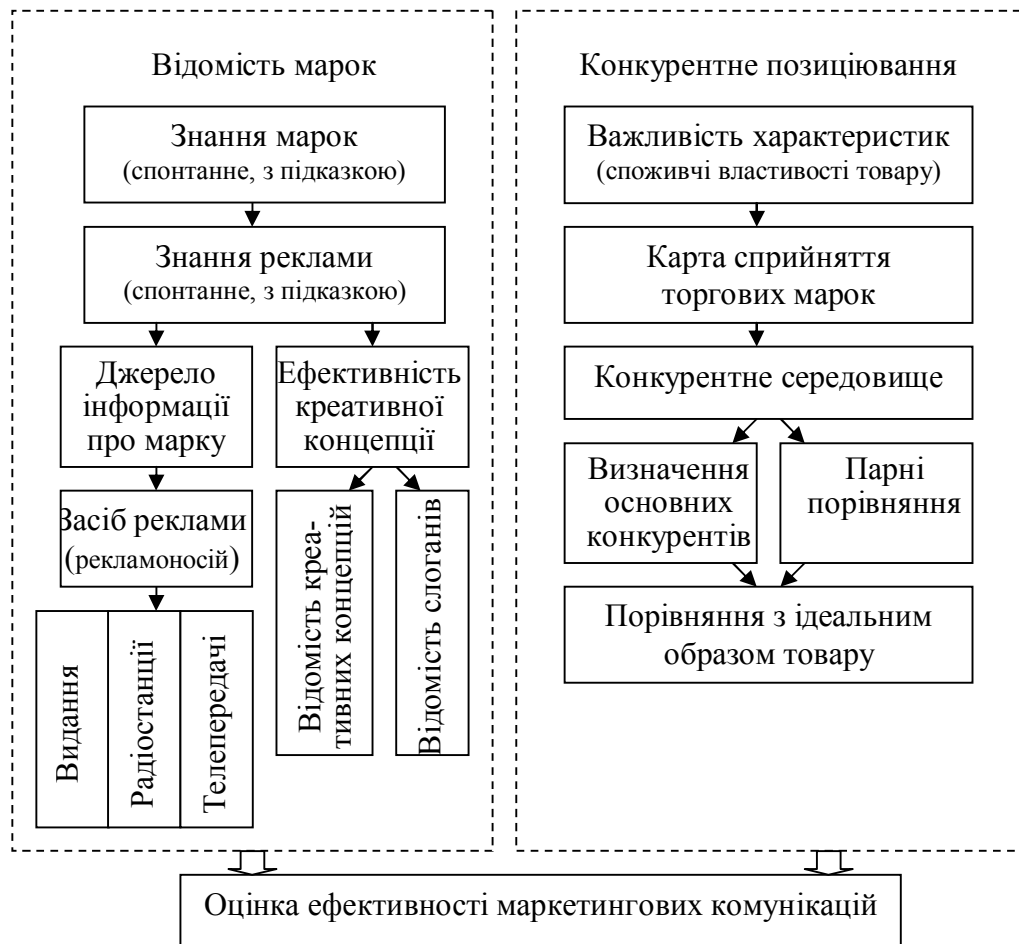 Відомість марок
Знання марок
(спонтанне, з підказкою)
Знання реклами
(спонтанне, з підказкою)
Джерело
інформації
про марку
Ефективність
креативної
концепції
Засіб реклами
(рекламоносій)
Видання
Радіостанції
Телепередачі
Відомість креа-
тивних концепцій
Відомість слоганів
Конкурентне позиціювання
Важливість характеристик
(споживчі властивості товару)
Карта сприйняття
торгових марок
Конкурентне середовище
Визначення
основних
конкурентів
Парні
порівняння
Порівняння з ідеальним
образом товару
Оцінка ефективності маркетингових комунікацій